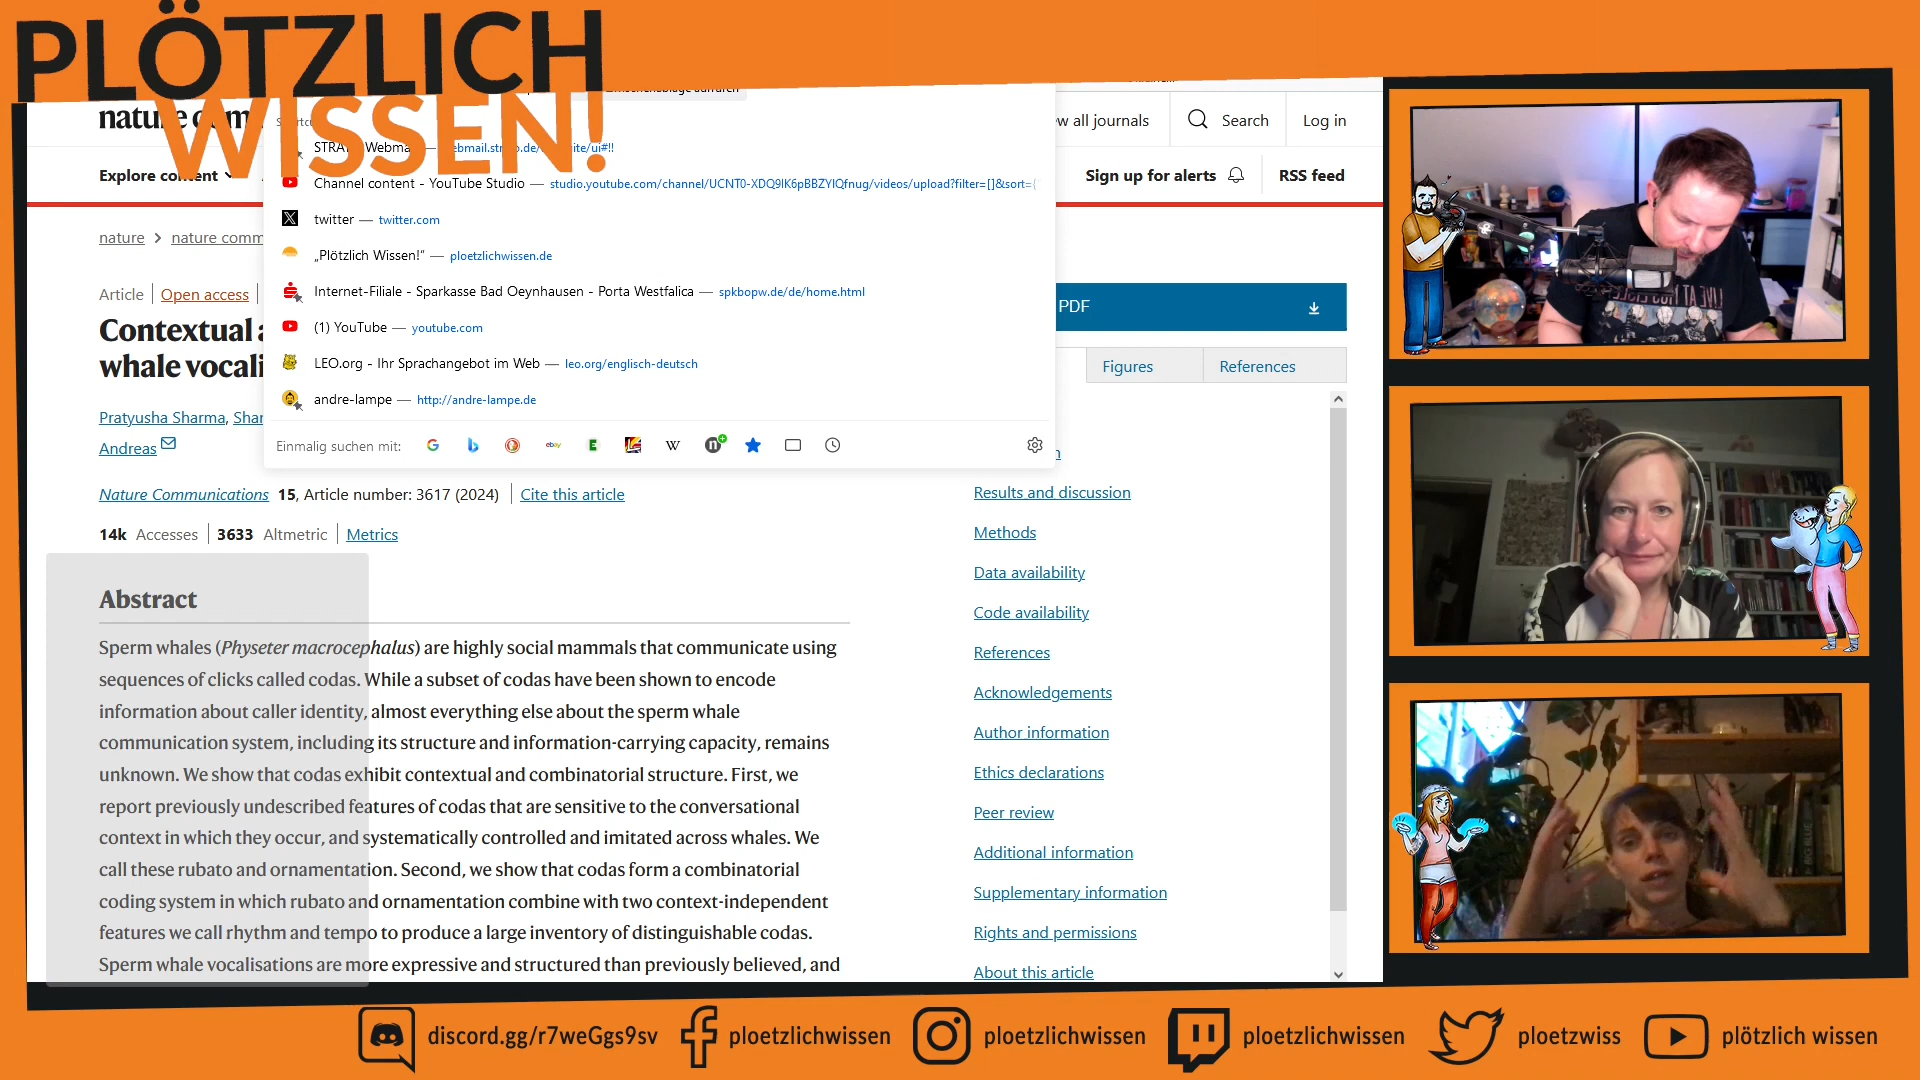 PLÖTZLICH
WISSEN!
nature com
Search
Log in
w all journals
Explore content
Sign up for alerts
RSS feed
Channel content - YouTube Studio — studio.youtube.com/channel/UCNT0-XDQ9IK6pBBZYIQfnug/videos/upload?filter=[]&sort=
twitter — twitter.com
„Plötzlich Wissen!“ — ploetzlichwissen.de
Internet-Filiale - Sparkasse Bad Oeynhausen - Porta Westfalica — spkbopw.de/de/home.html
(1) YouTube — youtube.com
LEO.org - Ihr Sprachangebot im Web — leo.org/englisch-deutsch
andre-lampe — http://andre-lampe.de
Einmalig suchen mit:
nature > nature comm
Article Open access
PDF
Contextual
whale vocali
Figures
References
Pratyusha Sharma, Shar
Andreas
Nature Communications 15, Article number: 3617 (2024) Cite this article
14k Accesses 3633 Altmetric Metrics
Abstract
Sperm whales (Physeter macrocephalus) are highly social mammals that communicate using
sequences of clicks called codas. While a subset of codas have been shown to encode
information about caller identity, almost everything else about the sperm whale
communication system, including its structure and information-carrying capacity, remains
unknown. We show that codas exhibit contextual and combinatorial structure. First, we
report previously undescribed features of codas that are sensitive to the conversational
context in which they occur, and systematically controlled and imitated across whales. We
call these rubato and ornamentation. Second, we show that codas form a combinatorial
coding system in which rubato and ornamentation combine with two context-independent
features we call rhythm and tempo to produce a large inventory of distinguishable codas.
Sperm whale vocalisations are more expressive and structured than previously believed, and
Results and discussion
Methods
Data availability
Code availability
References
Acknowledgements
Author information
Ethics declarations
Peer review
Additional information
Supplementary information
Rights and permissions
About this article
discord.gg/r7weGgs9sv
ploetzlichwissen
ploetzlichwissen
ploetzlichwissen
ploetzwiss
plötzlich wissen